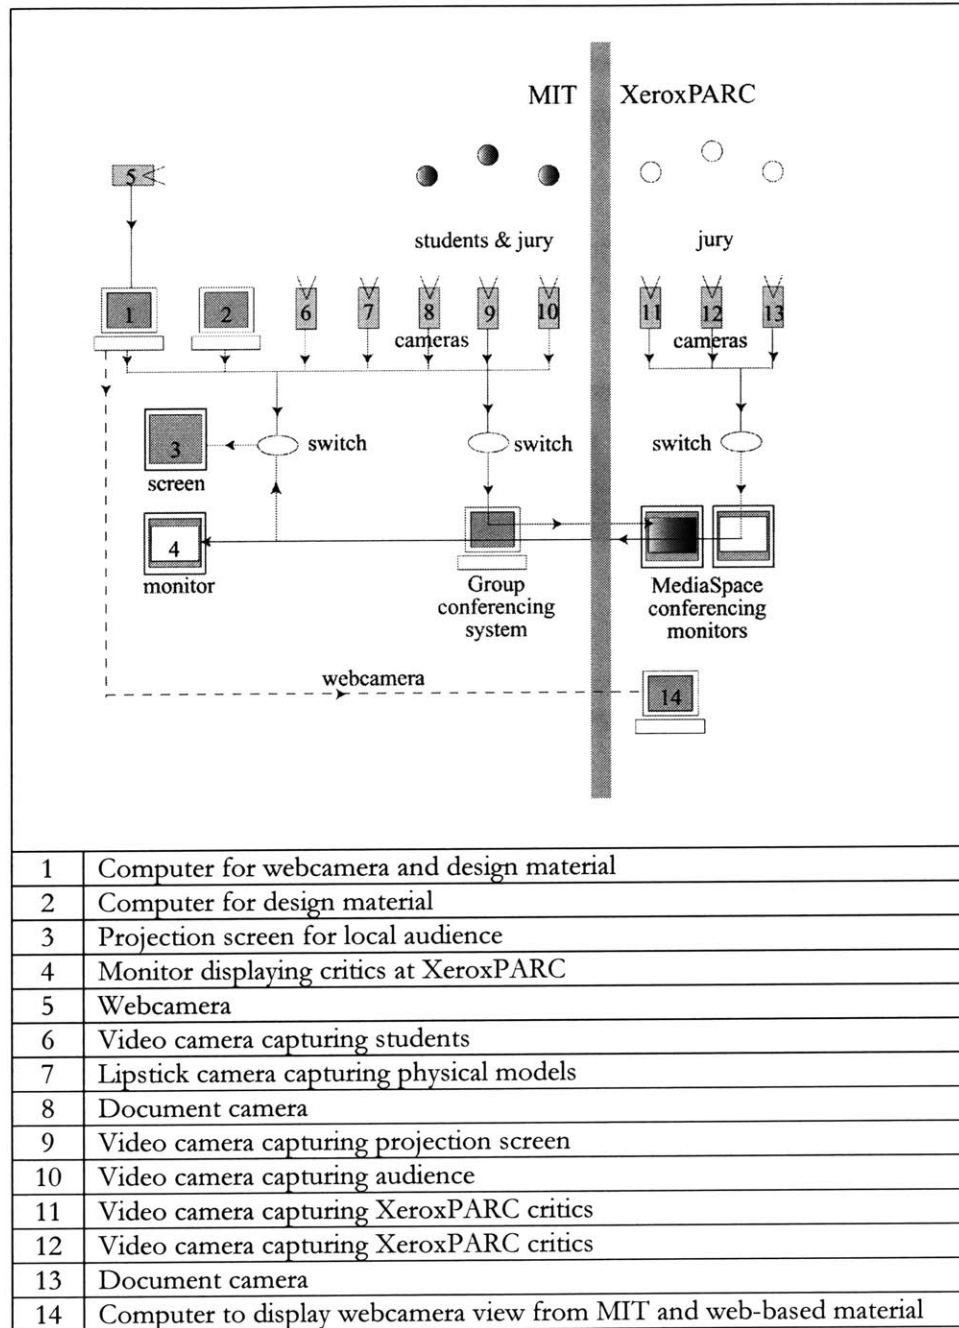 MIT XeroxPARC
5
students & jury jury
1 2 6 7 8 9 10 11 12 13
cameras cameras
3 switch switch switch
screen
4
monitor Group conferencing system MediaSpace conferencing monitors
webcamera
14
1 Computer for webcamera and design material
2 Computer for design material
3 Projection screen for local audience
4 Monitor displaying critics at XeroxPARC
5 Webcamera
6 Video camera capturing students
7 Lipstick camera capturing physical models
8 Document camera
9 Video camera capturing projection screen
10 Video camera capturing audience
11 Video camera capturing XeroxPARC critics
12 Video camera capturing XeroxPARC critics
13 Document camera
14 Computer to display webcamera view from MIT and web-based material